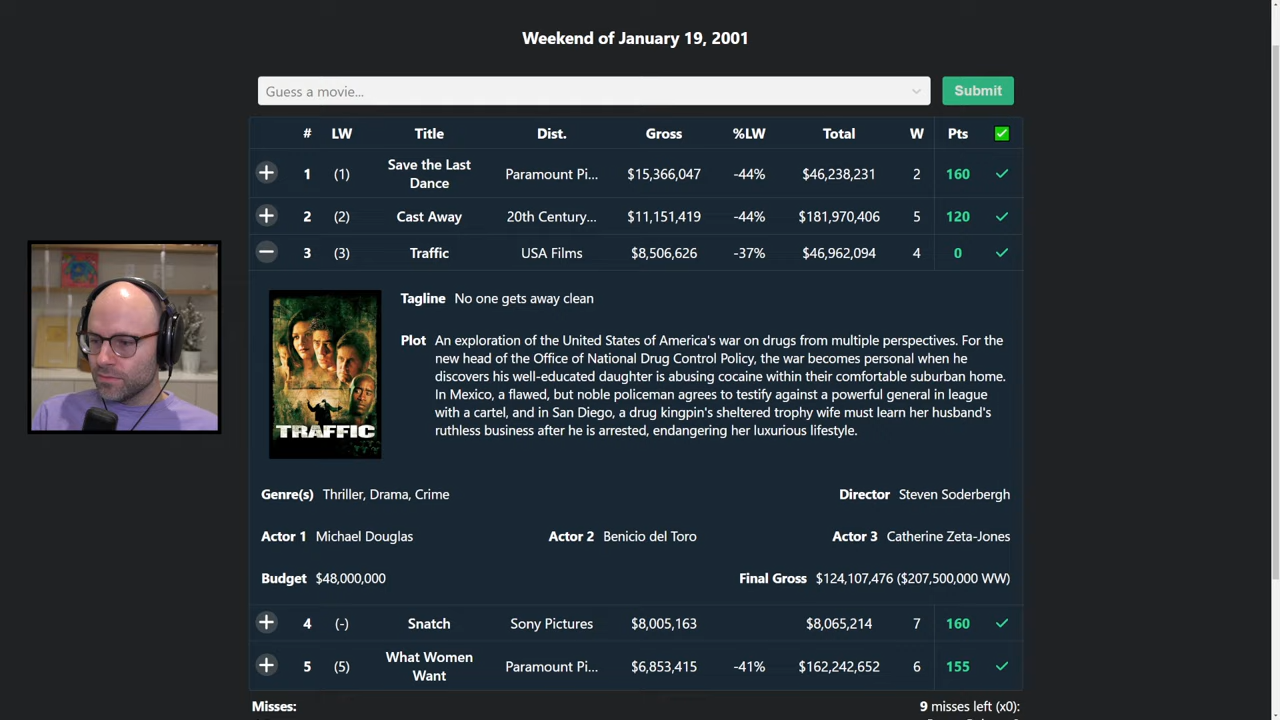 Weekend of January 19, 2001
Guess a movie...
Submit
# LW Title Dist. Gross %LW Total W Pts ✅
1 (1) Save the Last Dance Paramount Pi... $15,366,047 -44% $46,238,231 2 160 ✓
2 (2) Cast Away 20th Century... $11,151,419 -44% $181,970,406 5 120 ✓
3 (3) Traffic USA Films $8,506,626 -37% $46,962,094 4 0 ✓
TRAFFIC
Tagline No one gets away clean
Plot An exploration of the United States of America's war on drugs from multiple perspectives. For the
new head of the Office of National Drug Control Policy, the war becomes personal when he
discovers his well-educated daughter is abusing cocaine within their comfortable suburban home.
In Mexico, a flawed, but noble policeman agrees to testify against a powerful general in league
with a cartel, and in San Diego, a drug kingpin's sheltered trophy wife must learn her husband's
ruthless business after he is arrested, endangering her luxurious lifestyle.
Genre(s) Thriller, Drama, Crime Director Steven Soderbergh
Actor 1 Michael Douglas Actor 2 Benicio del Toro Actor 3 Catherine Zeta-Jones
Budget $48,000,000 Final Gross $124,107,476 ($207,500,000 WW)
4 (-) Snatch Sony Pictures $8,005,163 $8,065,214 7 160 ✓
5 (5) What Women Want Paramount Pi... $6,853,415 -41% $162,242,652 6 155 ✓
Misses: 9 misses left (x0):